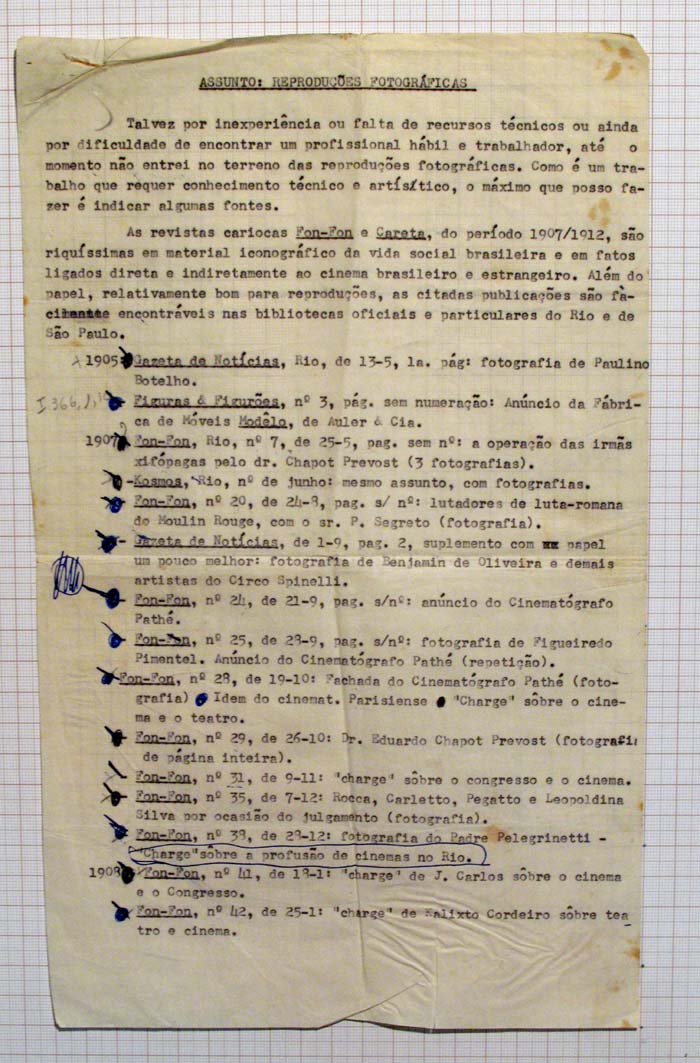 ASSUNTO: REPRODUÇÕES FOTOGRÁFICAS
Talvez por inexperiência ou falta de recursos técnicos ou ainda
por dificuldade de encontrar um profissional hábil e trabalhador, até o
momento não entrei no terreno das reproduções fotográficas. Como é um tra-
balho que requer conhecimento técnico e artístico, o máximo que posso fa-
zer é indicar algumas fontes.
As revistas cariocas Fon-Fon e Careta, do período 1907/1912, são
riquíssimas em material iconográfico da vida social brasileira e em fatos
ligados direta e indiretamente ao cinema brasileiro e estrangeiro. Além do
papel, relativamente bom para reproduções, as citadas publicações são fà-
cilmente encontráveis nas bibliotecas oficiais e particulares do Rio e de
São Paulo.
1905: Gazeta de Notícias, Rio, de 13-5, la. pág: fotografia de Paulino
Botelho.
Figuras & Figurões, nº 3, pág. sem numeração: Anúncio da Fábri-
ca de Móveis Modêlo, de Auler & Cia.
1907 Fon-Fon, Rio, nº 7, de 25-5, pag. sem nº: a operação das irmãs
xifópagas pelo dr. Chapot Prevost (3 fotografias).
-Kosmos, Rio, nº de junho: mesmo assunto, com fotografias.
Fon-Fon, nº 20, de 24-8, pag. s/ nº: lutadores de luta-romana
do Moulin Rouge, com o sr. P. Segreto (fotografia).
- Gazeta de Notícias, de 1-9, pag. 2, suplemento com papel
um pouco melhor: fotografia de Benjamin de Oliveira e demais
artistas do Circo Spinelli.
- Fon-Fon, nº 24, de 21-9, pag. s/nº: anúncio do Cinematógrafo
Pathé.
- Fon-Fon, nº 25, de 28-9, pag. s/nº: fotografia de Figueiredo
Pimentel. Anúncio do Cinematógrafo Pathé (repetição).
Fon-Fon, nº 28, de 19-10: Fachada do Cinematógrafo Pathé (foto-
grafia) Idem do cinemat. Parisiense "Charge" sôbre o cine-
ma e o teatro.
Fon-Fon, nº 29, de 26-10: Dr. Eduardo Chapot Prevost (fotografia
de página inteira).
Fon-Fon, nº 31, de 9-11: "charge" sôbre o congresso e o cinema.
Fon-Fon, nº 35, de 7-12: Rocca, Carletto, Pegatto e Leopoldina
Silva por ocasião do julgamento (fotografia).
Fon-Fon, nº 38, de 28-12: fotografia do Padre Pelegrinetti -
"Charge" sôbre a profusão de cinemas no Rio.
1908 Fon-Fon, nº 41, de 18-1: "charge" de J. Carlos sôbre o cinema
e o Congresso.
Fon-Fon, nº 42, de 25-1: "charge" de Kalixto Cordeiro sôbre tea
tro e cinema.